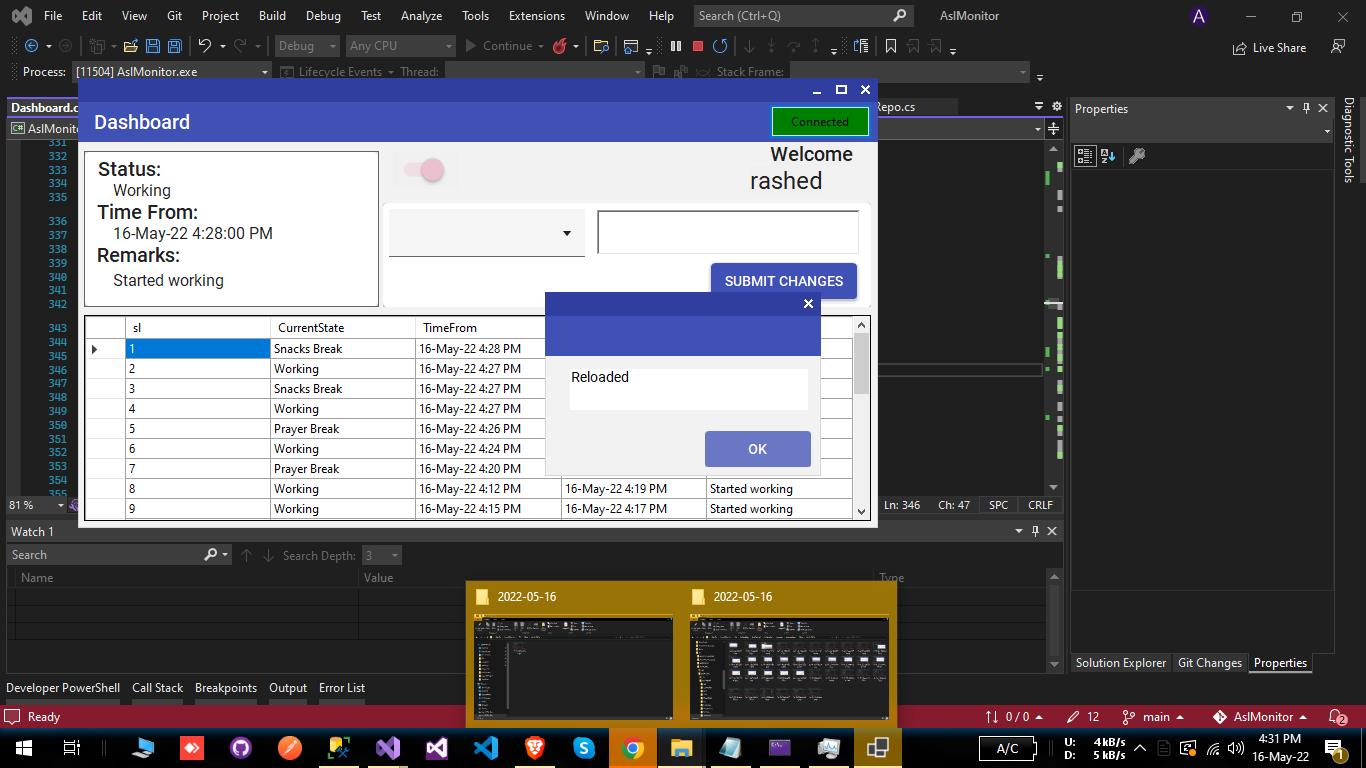 File Edit View Git Project Build Debug Test Analyze Tools Extensions Window Help Search (Ctrl+Q) AslMonitor A
Debug Any CPU Continue Live Share
Process: [11504] AslMonitor.exe Lifecycle Events Thread: Stack Frame:
Dashboard.c Repo.cs Properties
Dashboard Connected
AslMonito
Diagnostic Tools
331
332
333
334
335
336
337
338
339
340
341
342
343
344
345
346
347
348
349
350
351
352
353
354
355
Status:
Working
Time From:
16-May-22 4:28:00 PM
Remarks:
Started working
Welcome
rashed
SUBMIT CHANGES
sl CurrentState TimeFrom
1 Snacks Break 16-May-22 4:28 PM
2 Working 16-May-22 4:27 PM
3 Snacks Break 16-May-22 4:27 PM
4 Working 16-May-22 4:27 PM
5 Prayer Break 16-May-22 4:26 PM
6 Working 16-May-22 4:24 PM
7 Prayer Break 16-May-22 4:20 PM
8 Working 16-May-22 4:12 PM 16-May-22 4:19 PM Started working
9 Working 16-May-22 4:15 PM 16-May-22 4:17 PM Started working
Reloaded
OK
81 % Ln: 346 Ch: 47 SPC CRLF
Watch 1
Search Search Depth: 3
Name Value Type
2022-05-16 2022-05-16
Solution Explorer Git Changes Properties
Developer PowerShell Call Stack Breakpoints Output Error List
Ready 0 / 0 12 main AslMonitor 2
A/C U: 4 kB/s
D: 5 kB/s
4:31 PM
16-May-22
1